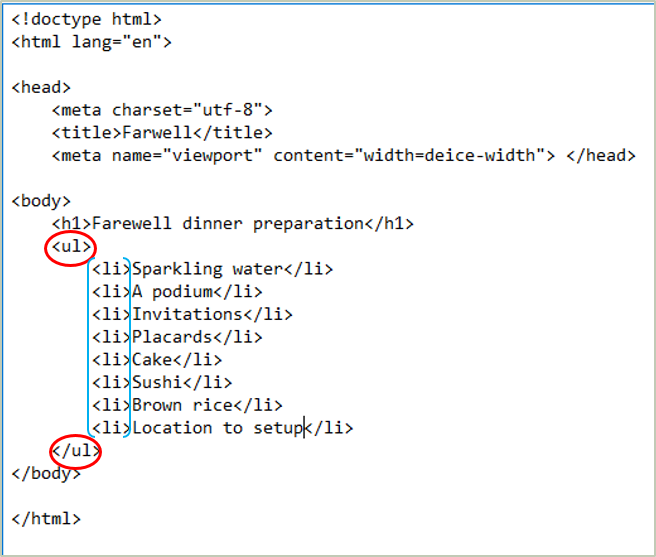 <!doctype html>
<html lang="en">
<head>
<meta charset="utf-8">
<title>Farwell</title>
<meta name="viewport" content="width=deice-width"> </head>
<body>
<h1>Farewell dinner preparation</h1>
<ul>
<li>Sparkling water</li>
<li>A podium</li>
<li>Invitations</li>
<li>Placards</li>
<li>Cake</li>
<li>Sushi</li>
<li>Brown rice</li>
<li>Location to setup</li>
</ul>
</body>
</html>